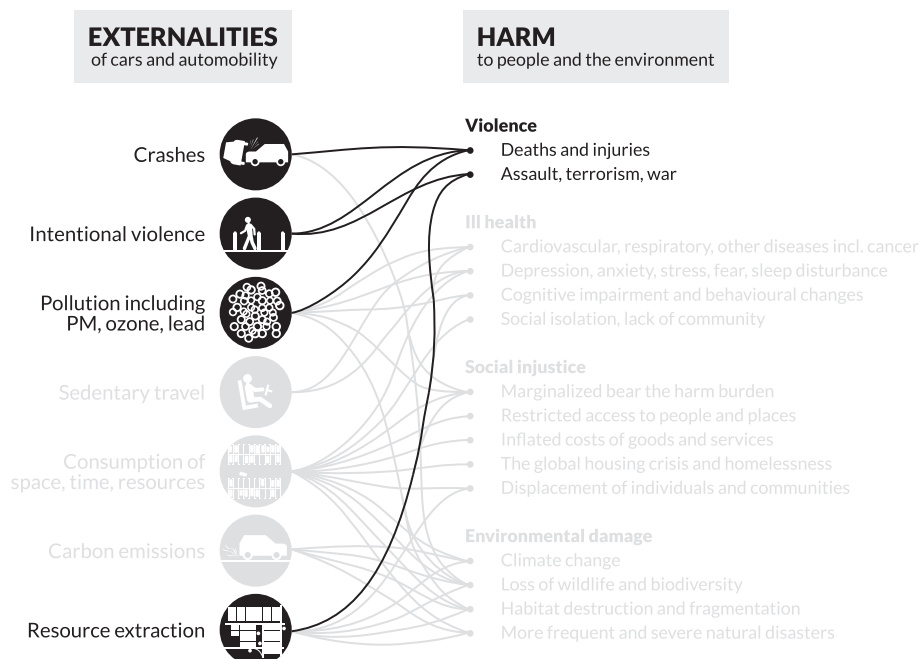 EXTERNALITIES
of cars and automobility
HARM
to people and the environment
Crashes
Intentional violence
Pollution including
PM, ozone, lead
Sedentary travel
Consumption of
space, time, resources
Carbon emissions
Resource extraction
Violence
Deaths and injuries
Assault, terrorism, war
Ill health
Cardiovascular, respiratory, other diseases incl. cancer
Depression, anxiety, stress, fear, sleep disturbance
Cognitive impairment and behavioural changes
Social isolation, lack of community
Social injustice
Marginalized bear the harm burden
Restricted access to people and places
Inflated costs of goods and services
The global housing crisis and homelessness
Displacement of individuals and communities
Environmental damage
Climate change
Loss of wildlife and biodiversity
Habitat destruction and fragmentation
More frequent and severe natural disasters